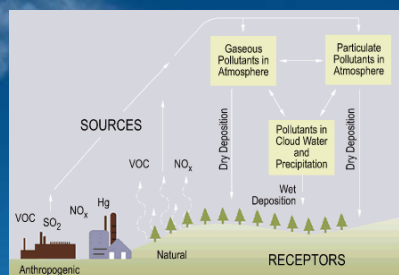 Gaseous
Pollutants in
Atmosphere
Particulate
Pollutants in
Atmosphere
SOURCES
Dry Deposition
Dry Deposition
Pollutants in
Cloud Water
and
Precipitation
VOC
NOx
Wet
Deposition
VOC
SO2
NOx
Hg
Natural
RECEPTORS
Anthropogenic